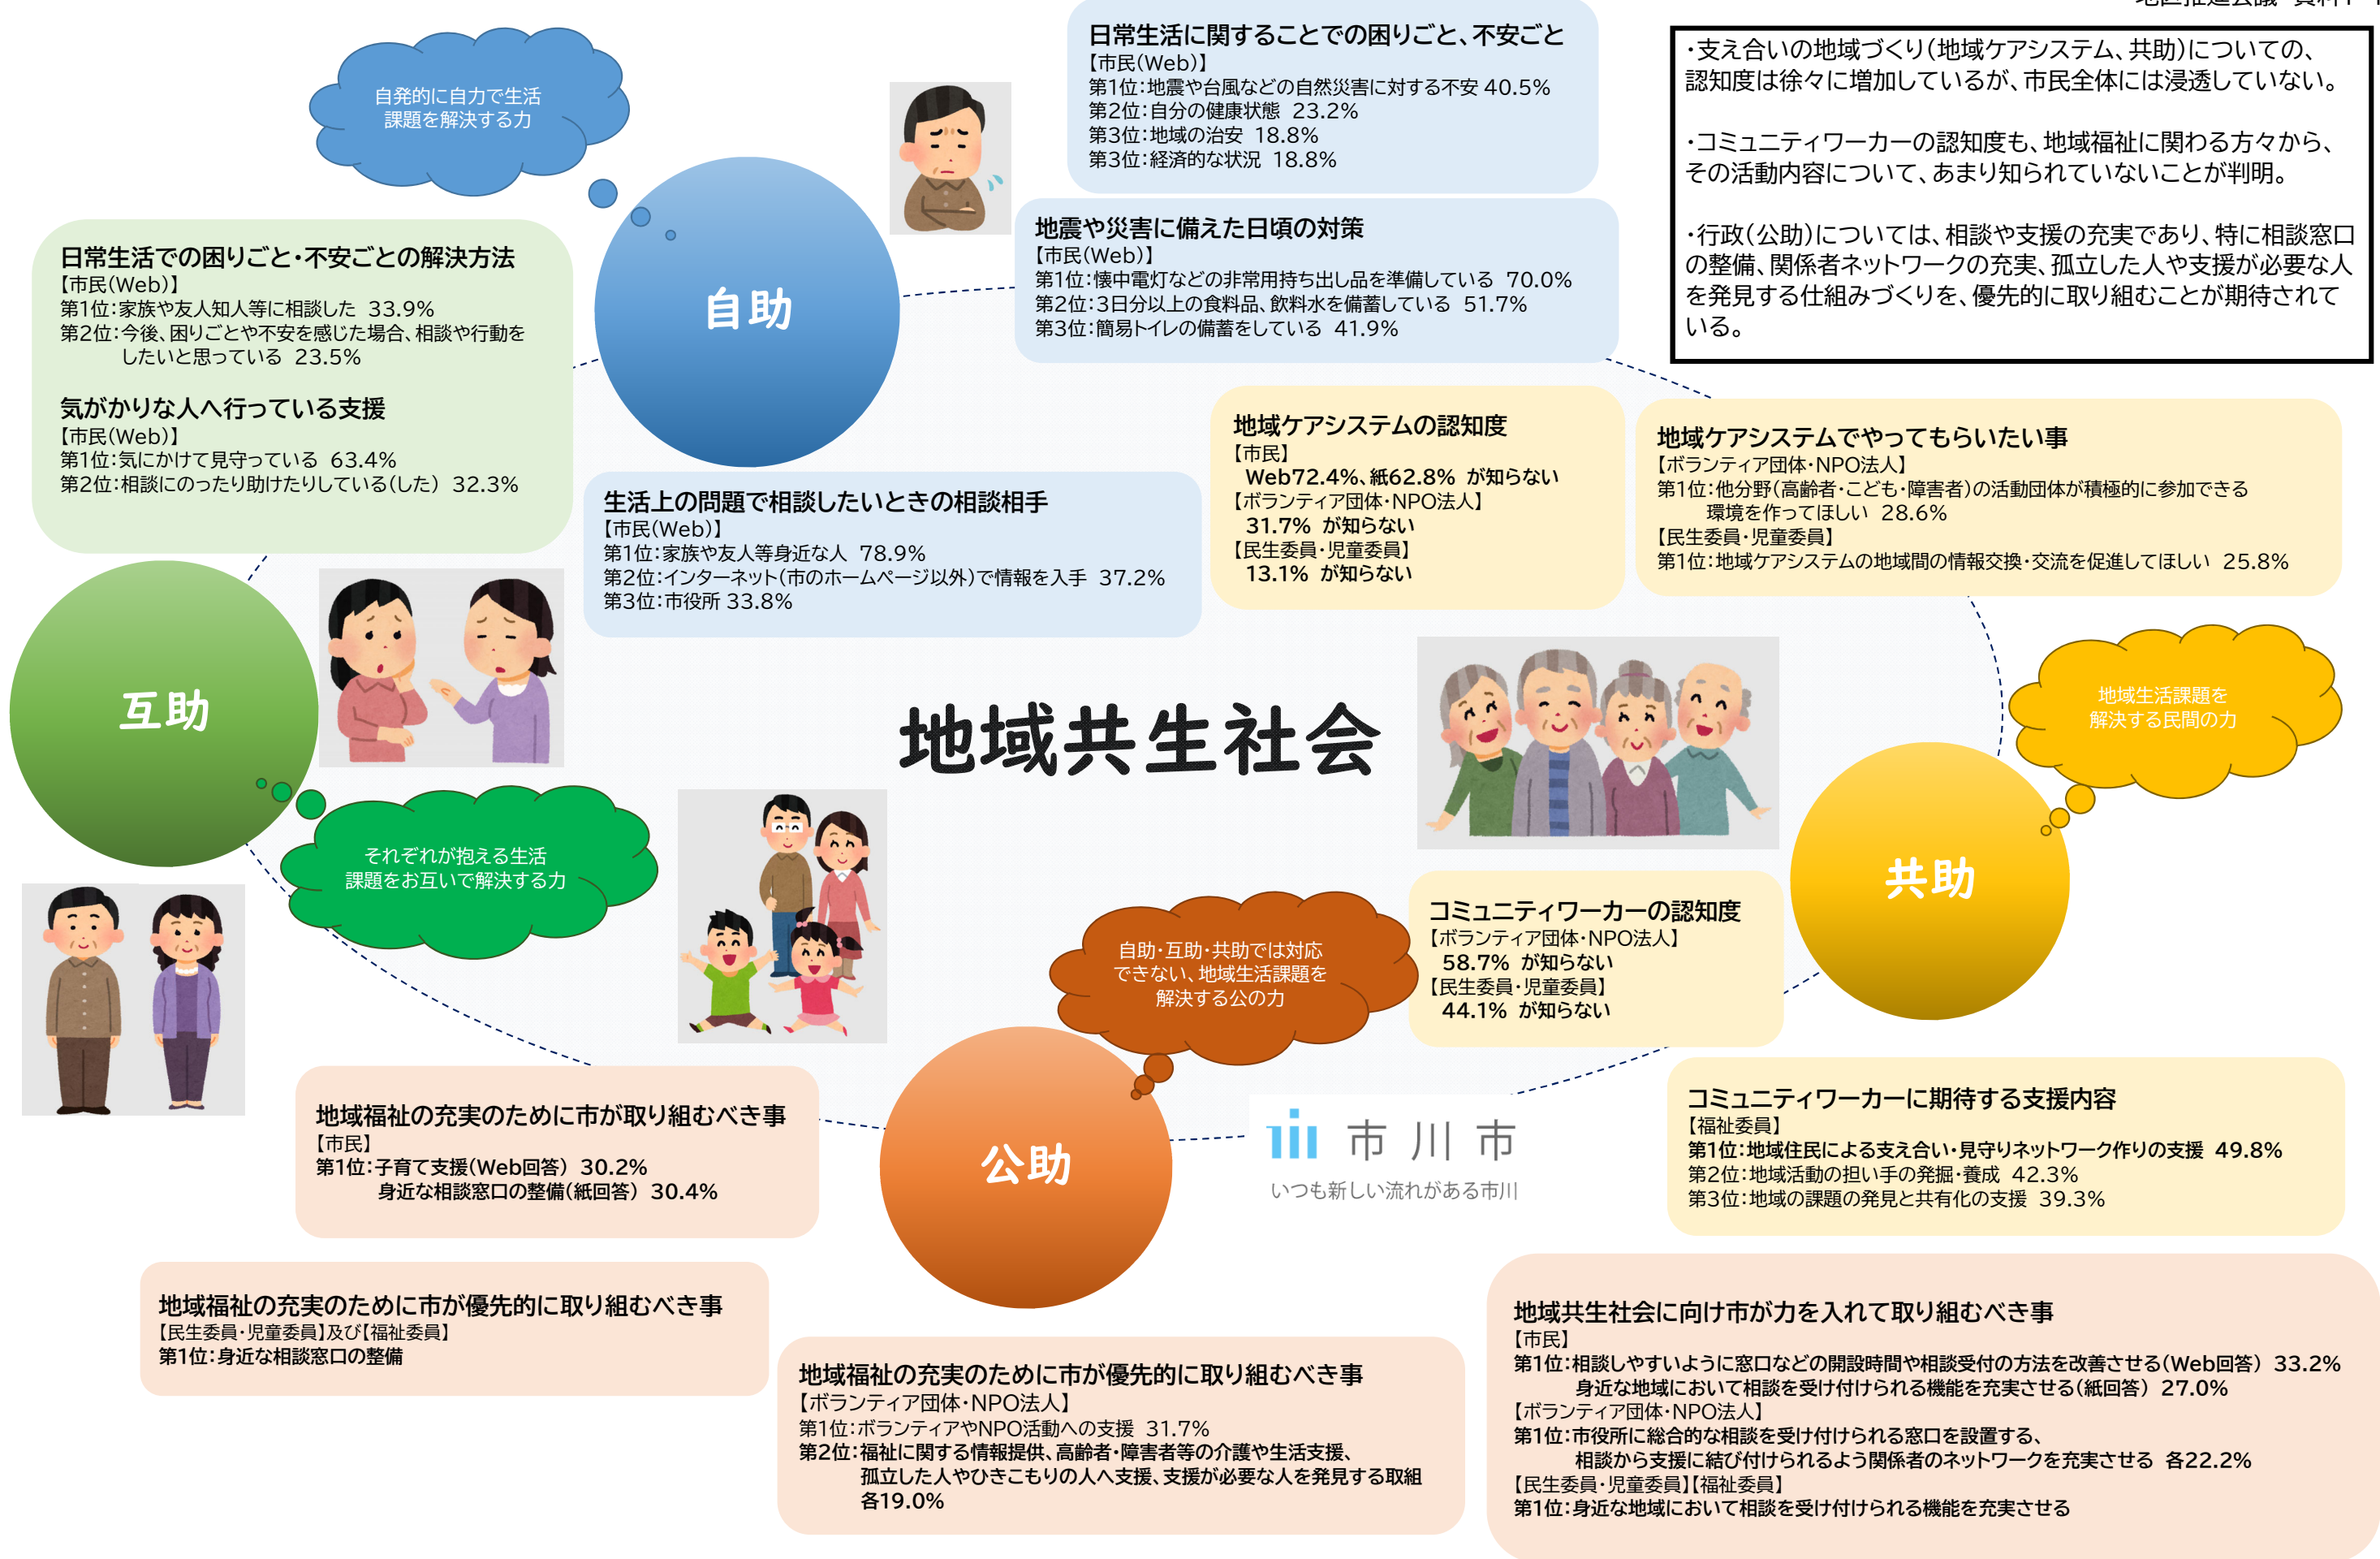 自発的に自力で生活
課題を解決する力
自助
日常生活に関することでの困りごと、不安ごと
【市民(Web)】
第1位：地震や台風などの自然災害に対する不安 40.5%
第2位：自分の健康状態 23.2%
第3位：地域の治安 18.8%
第3位：経済的な状況 18.8%
地震や災害に備えた日頃の対策
【市民(Web)】
第1位：懐中電灯などの非常用持ち出し品を準備している 70.0%
第2位：3日分以上の食料品、飲料水を備蓄している 51.7%
第3位：簡易トイレの備蓄をしている 41.9%
・支え合いの地域づくり（地域ケアシステム、共助）についての、
認知度は徐々に増加しているが、市民全体には浸透していない。
・コミュニティワーカーの認知度も、地域福祉に関わる方々から、
その活動内容について、あまり知られていないことが判明。
・行政（公助）については、相談や支援の充実であり、特に相談窓口
の整備、関係者ネットワークの充実、孤立した人や支援が必要な人
を発見する仕組みづくりを、優先的に取り組むことが期待されて
いる。
日常生活での困りごと・不安ごとの解決方法
【市民(Web)】
第1位：家族や友人知人等に相談した 33.9%
第2位：今後、困りごとや不安を感じた場合、相談や行動を
したいと思っている 23.5%
気がかりな人へ行っている支援
【市民(Web)】
第1位：気にかけて見守っている 63.4%
第2位：相談にのったり助けたりしている（した） 32.3%
生活上の問題で相談したいときの相談相手
【市民(Web)】
第1位：家族や友人等身近な人 78.9%
第2位：インターネット（市のホームページ以外）で情報を入手 37.2%
第3位：市役所 33.8%
地域ケアシステムの認知度
【市民】
Web72.4%、紙62.8% が知らない
【ボランティア団体・NPO法人】
31.7% が知らない
【民生委員・児童委員】
13.1% が知らない
地域ケアシステムでやってもらいたい事
【ボランティア団体・NPO法人】
第1位：他分野（高齢者・こども・障害者）の活動団体が積極的に参加できる
環境を作ってほしい 28.6%
【民生委員・児童委員】
第1位：地域ケアシステムの地域間の情報交換・交流を促進してほしい 25.8%
互助
それぞれが抱える生活
課題をお互いで解決する力
地域共生社会
地域生活課題を
解決する民間の力
共助
自助・互助・共助では対応
できない、地域生活課題を
解決する公の力
公助
コミュニティワーカーの認知度
【ボランティア団体・NPO法人】
58.7% が知らない
【民生委員・児童委員】
44.1% が知らない
コミュニティワーカーに期待する支援内容
【福祉委員】
第1位：地域住民による支え合い・見守りネットワーク作りの支援 49.8%
第2位：地域活動の担い手の発掘・養成 42.3%
第3位：地域の課題の発見と共有化の支援 39.3%
市川市
いつも新しい流れがある市川
地域福祉の充実のために市が取り組むべき事
【市民】
第1位：子育て支援（Web回答） 30.2%
身近な相談窓口の整備（紙回答） 30.4%
地域福祉の充実のために市が優先的に取り組むべき事
【民生委員・児童委員】及び【福祉委員】
第1位：身近な相談窓口の整備
地域福祉の充実のために市が優先的に取り組むべき事
【ボランティア団体・NPO法人】
第1位：ボランティアやNPO活動への支援 31.7%
第2位：福祉に関する情報提供、高齢者・障害者等の介護や生活支援、
孤立した人やひきこもりの人へ支援、支援が必要な人を発見する取組
各19.0%
地域共生社会に向け市が力を入れて取り組むべき事
【市民】
第1位：相談しやすいように窓口などの開設時間や相談受付の方法を改善させる（Web回答） 33.2%
身近な地域において相談を受け付けられる機能を充実させる（紙回答） 27.0%
【ボランティア団体・NPO法人】
第1位：市役所に総合的な相談を受け付けられる窓口を設置する、
相談から支援に結び付けられるよう関係者のネットワークを充実させる 各22.2%
【民生委員・児童委員】【福祉委員】
第1位：身近な地域において相談を受け付けられる機能を充実させる